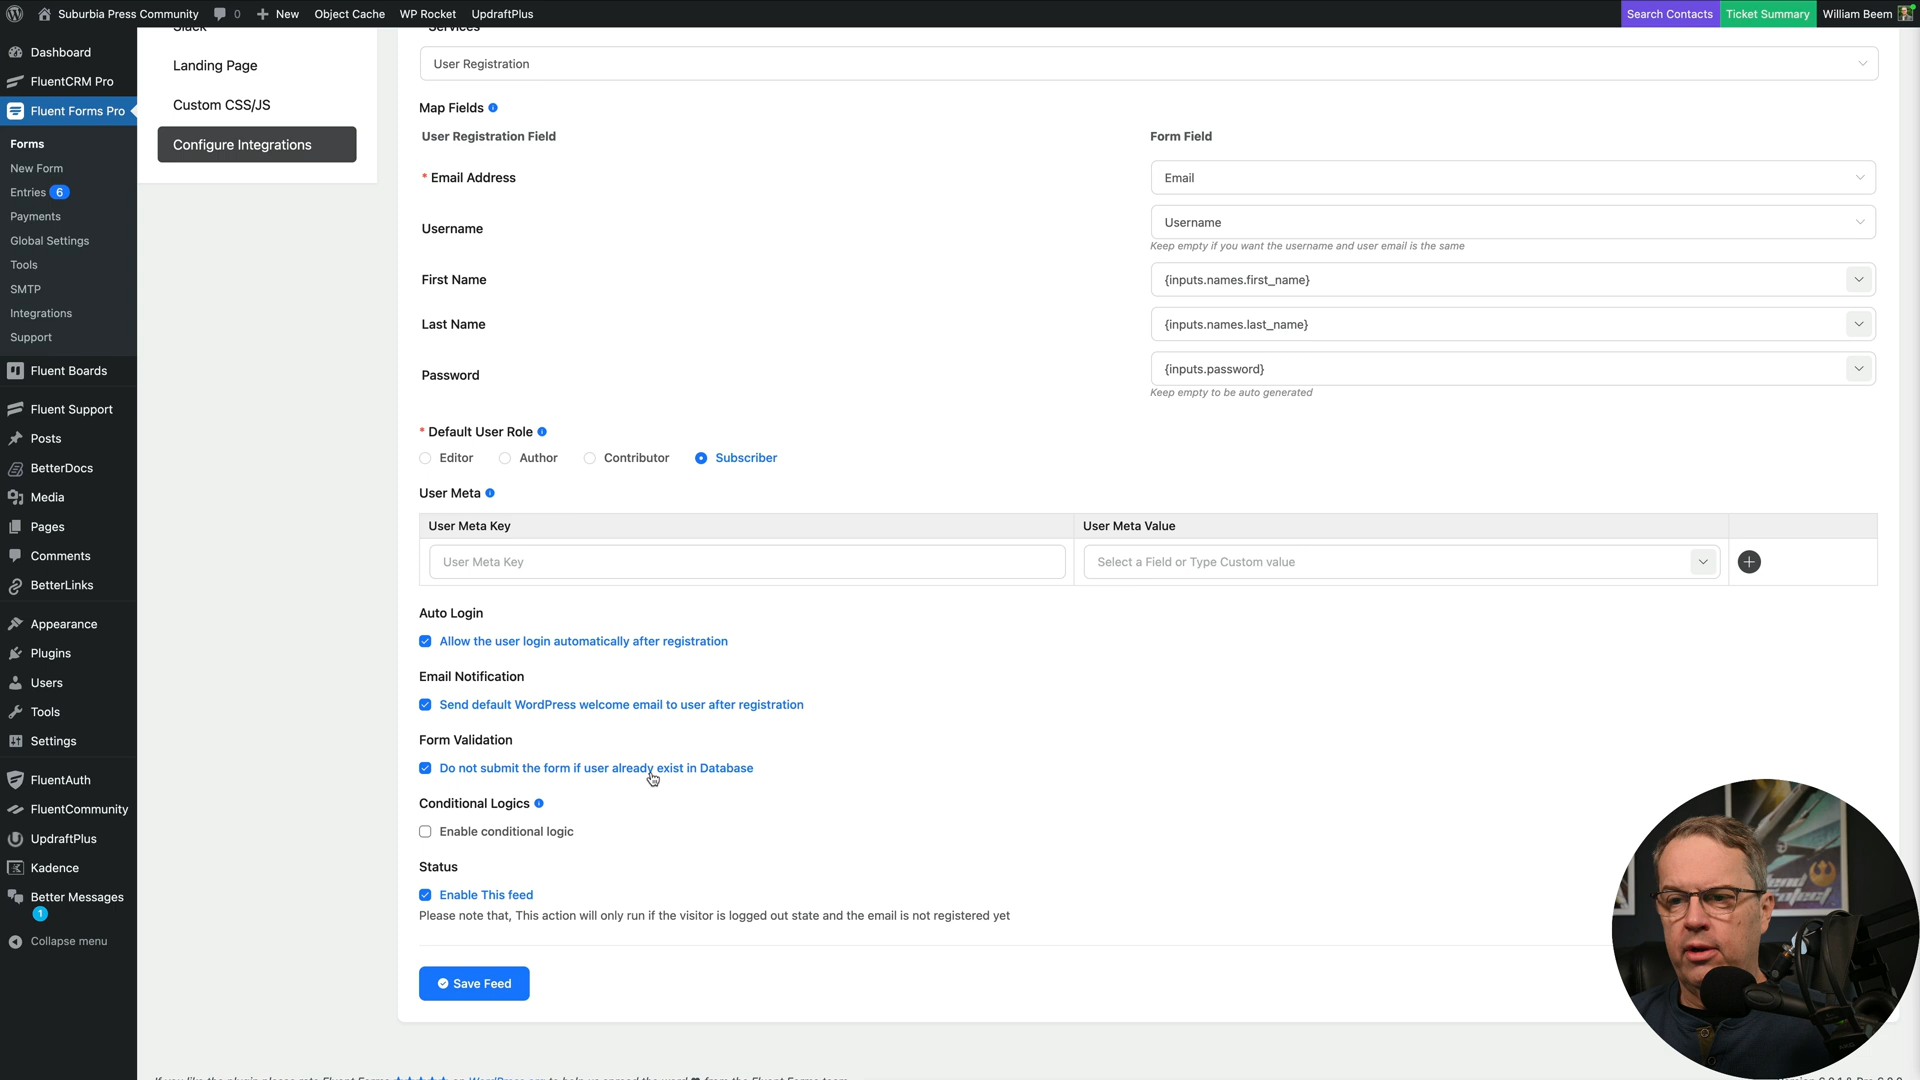 Suburbia Press Community
0
New
Object Cache
WP Rocket
UpdraftPlus
Search Contacts
Ticket Summary
William Beem
Dashboard
FluentCRM Pro
Fluent Forms Pro
Forms
New Form
Entries 6
Payments
Global Settings
Tools
SMTP
Integrations
Support
Fluent Boards
Fluent Support
Posts
BetterDocs
Media
Pages
Comments
BetterLinks
Appearance
Plugins
Users
Tools
Settings
FluentAuth
FluentCommunity
UpdraftPlus
Kadence
Better Messages
1
Collapse menu
Slack
Landing Page
Custom CSS/JS
Configure Integrations
Services
User Registration
Map Fields
User Registration Field
Form Field
* Email Address
Email
Username
Username
Keep empty if you want the username and user email is the same
First Name
{inputs.names.first_name}
Last Name
{inputs.names.last_name}
Password
{inputs.password}
Keep empty to be auto generated
* Default User Role
Editor
Author
Contributor
Subscriber
User Meta
User Meta Key
User Meta Value
User Meta Key
Select a Field or Type Custom value
Auto Login
Allow the user login automatically after registration
Email Notification
Send default WordPress welcome email to user after registration
Form Validation
Do not submit the form if user already exist in Database
Conditional Logics
Enable conditional logic
Status
Enable This feed
Please note that, This action will only run if the visitor is logged out state and the email is not registered yet
Save Feed